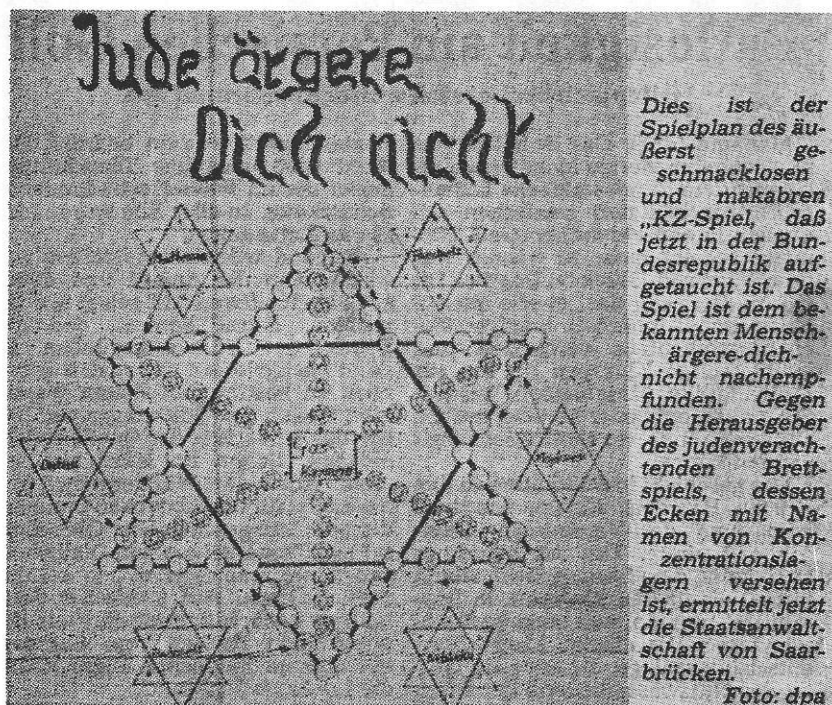 Jude ärgere
Dich nicht
Gas-
Kammer
Dies ist der
Spielplan des äu-
ßerst ge-
schmacklosen
und makabren
„KZ-Spiel, daß
jetzt in der Bun-
desrepublik auf-
getaucht ist. Das
Spiel ist dem be-
kannten Mensch-
ärgere-dich-
nicht nachemp-
funden. Gegen
die Herausgeber
des judenverach-
tenden Brett-
spiels, dessen
Ecken mit Na-
men von Kon-
zentrationsla-
gern versehen
ist, ermittelt jetzt
die Staatsanwalt-
schaft von Saar-
brücken.
Foto: dpa